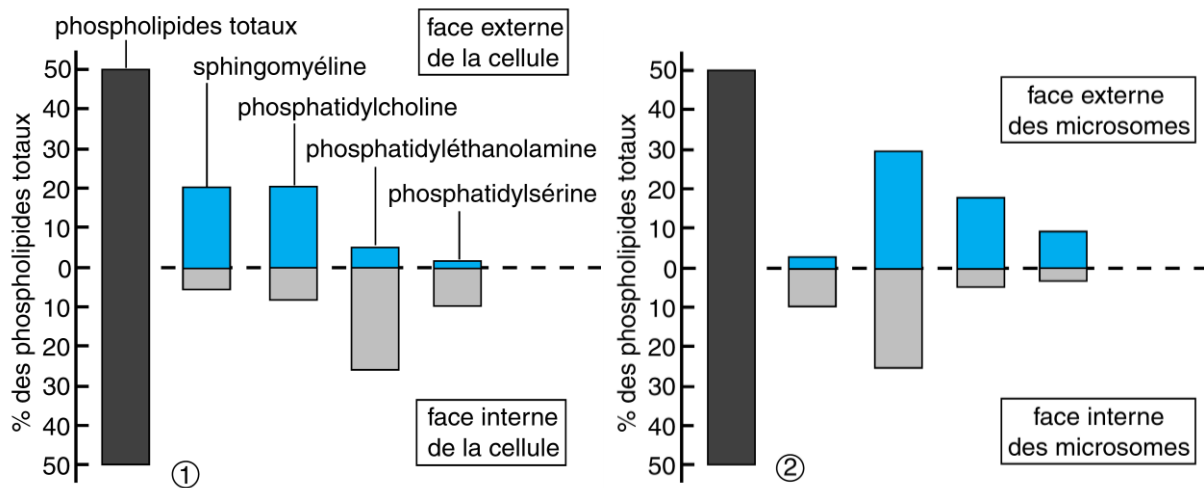 phospholipides totaux
sphingomyéline
phosphatidylcholine
phosphatidyléthanolamine
phosphatidylsérine
face externe
de la cellule
% des phospholipides totaux
50
40
30
20
10
0
10
20
30
40
50
face interne
de la cellule
1
% des phospholipides totaux
50
40
30
20
10
0
10
20
30
40
50
face externe
des microsomes
face interne
des microsomes
2